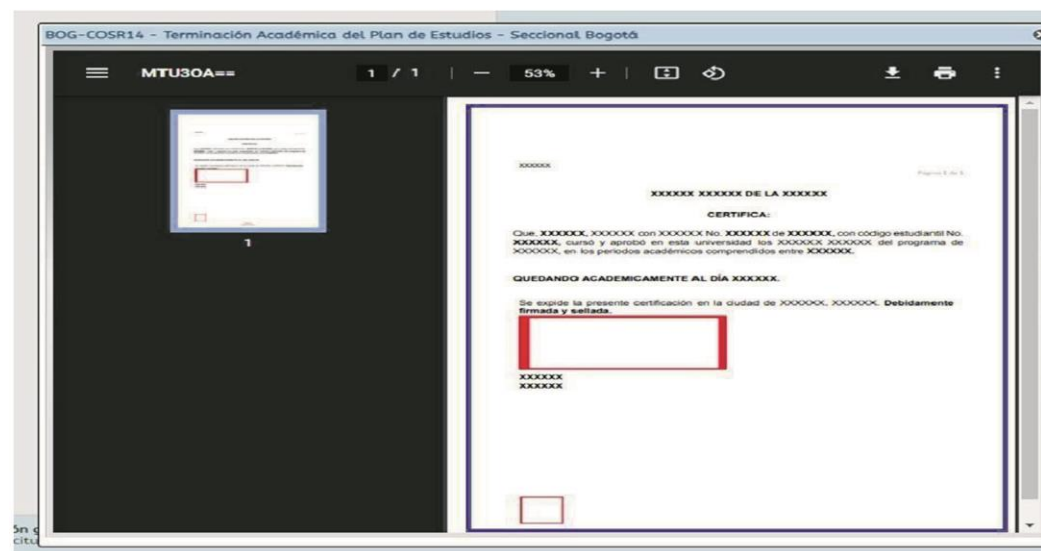 BOG-COSR14 - Terminación Académica del Plan de Estudios - Seccional Bogotá
MTU3OA==
1 / 1
53%
1
XXXXXX
Página 1 de 1
XXXXXX XXXXXX DE LA XXXXXX
CERTIFICA:
Que, XXXXXX, XXXXXX con XXXXXX No. XXXXXX de XXXXXX, con código estudiantil No.
XXXXXX, cursó y aprobó en esta universidad los XXXXXX XXXXXX del programa de
XXXXXX, en los periodos académicos comprendidos entre XXXXXX.
QUEDANDO ACADEMICAMENTE AL DÍA XXXXXX.
Se expide la presente certificación en la ciudad de XXXXXX, XXXXXX. Debidamente
firmada y sellada.
XXXXXX
XXXXXX